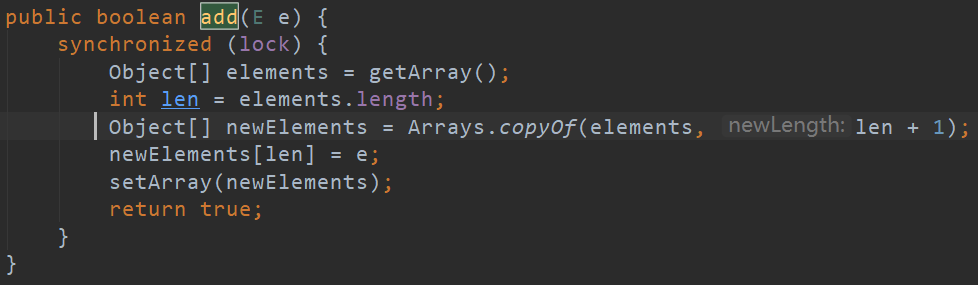 public boolean add(E e) {
    synchronized (lock) {
        Object[] elements = getArray();
        int len = elements.length;
        Object[] newElements = Arrays.copyOf(elements, newLength: len + 1);
        newElements[len] = e;
        setArray(newElements);
        return true;
    }
}